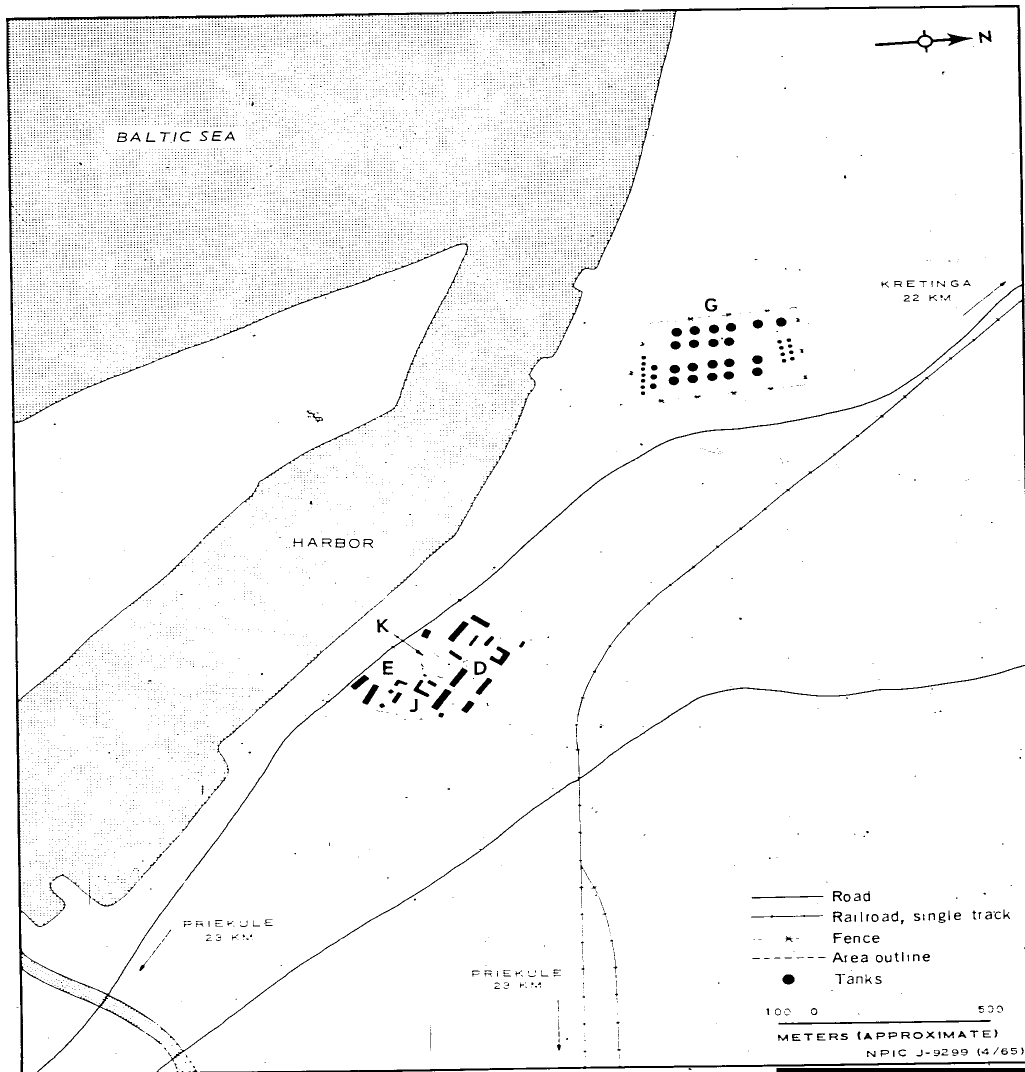 N
BALTIC SEA
KRETINGA
22 KM
G
HARBOR
K
E
D
J
PRIEKULE
23 KM
PRIEKULE
23 KM
Road
Railroad, single track
Fence
Area outline
Tanks
100 0 500
METERS (APPROXIMATE)
NPIC J-9299 (4/65)